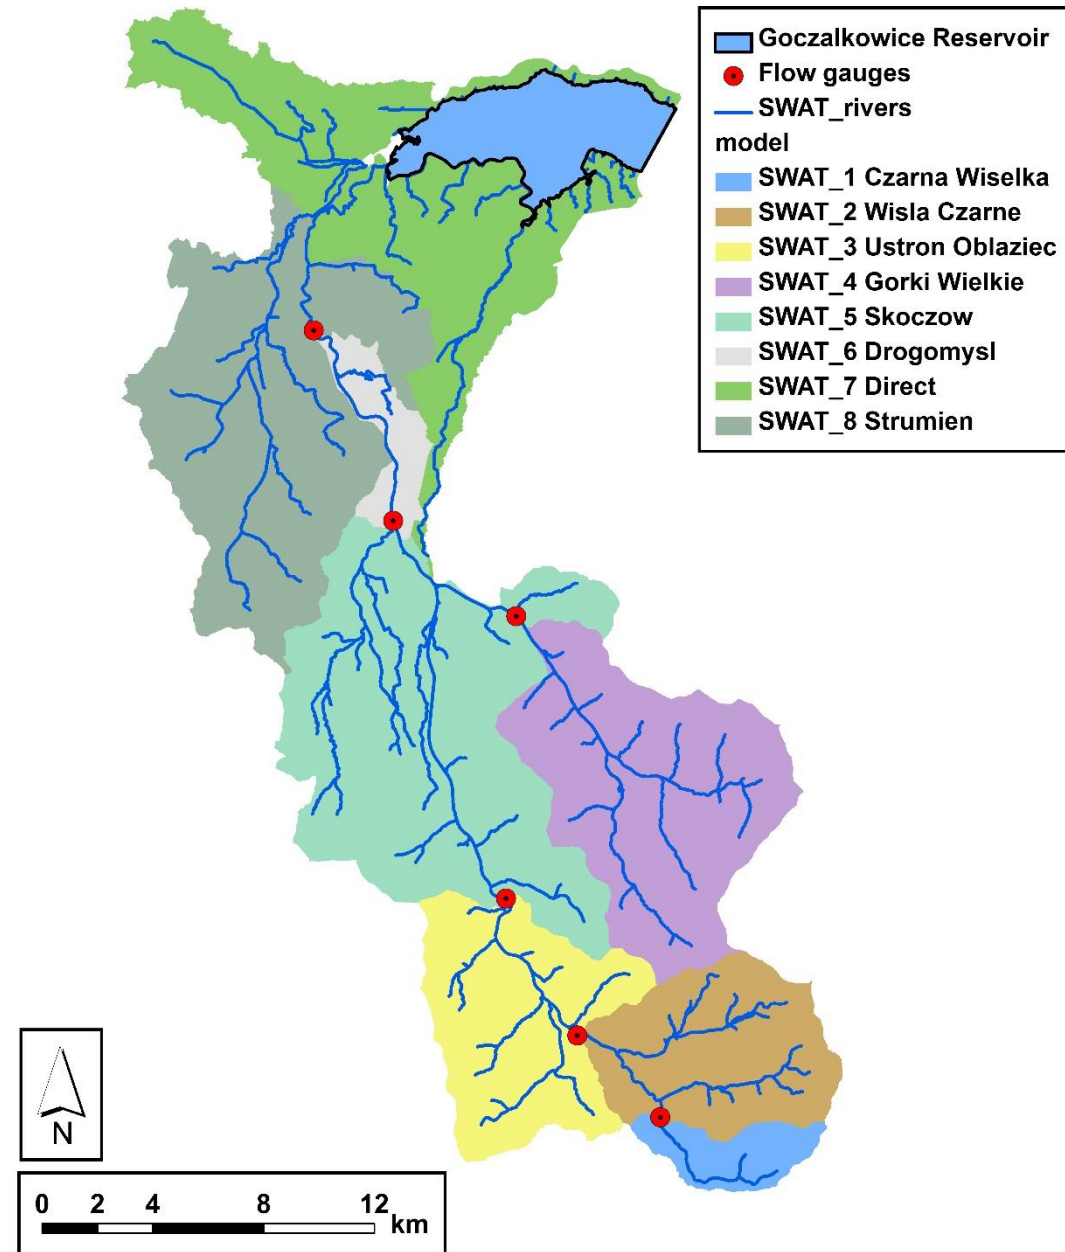 Goczalkowice Reservoir
Flow gauges
SWAT_rivers
model
SWAT_1 Czarna Wiselka
SWAT_2 Wisla Czarne
SWAT_3 Ustron Oblaziec
SWAT_4 Gorki Wielkie
SWAT_5 Skoczow
SWAT_6 Drogomysl
SWAT_7 Direct
SWAT_8 Strumien
N
0 2 4 8 12
km